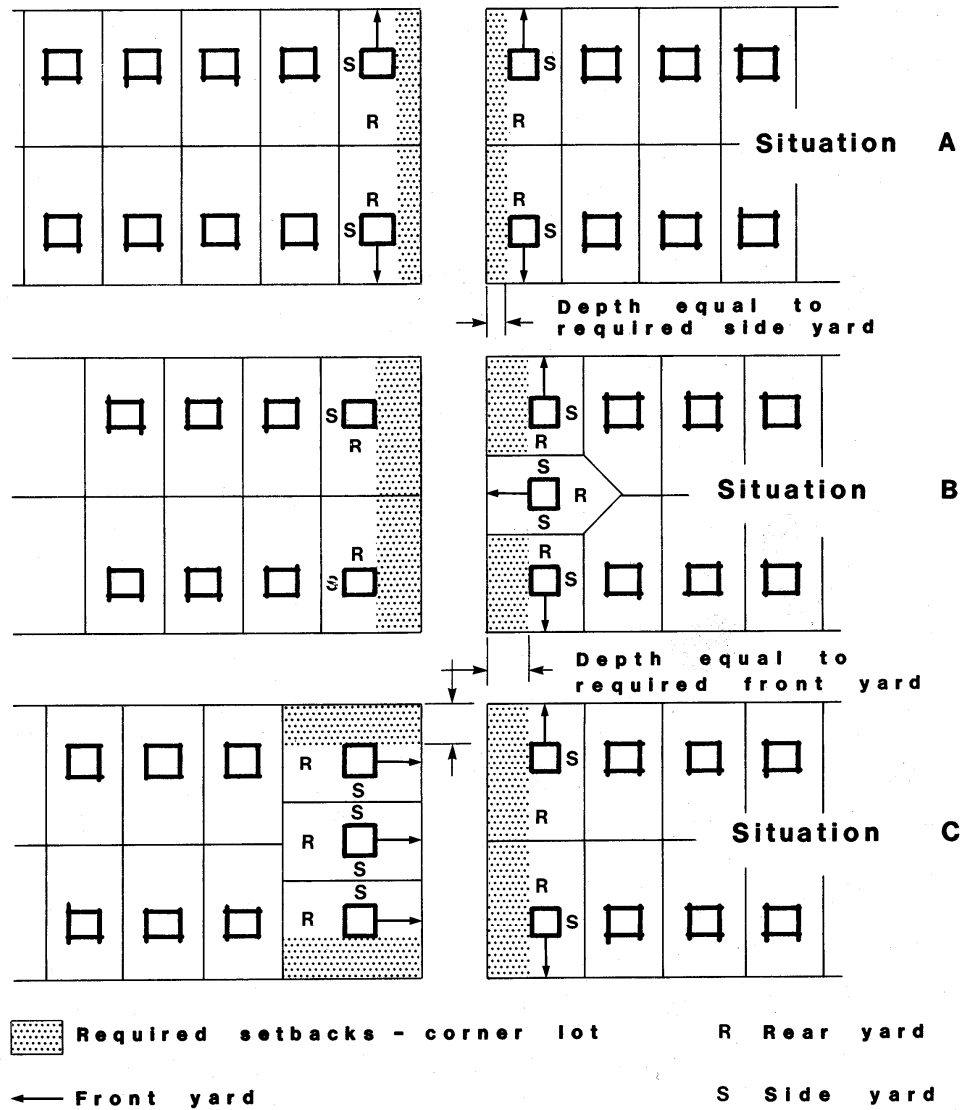 S S
R R
Situation A
R R
S S
Depth equal to
required side yard
S S
R R
S
R
Situation B
S
R R
S S
Depth equal to
required front yard
R S
S
S R
Situation C
R
S
S R
R S
Required setbacks - corner lot
R Rear yard
Front yard
S Side yard